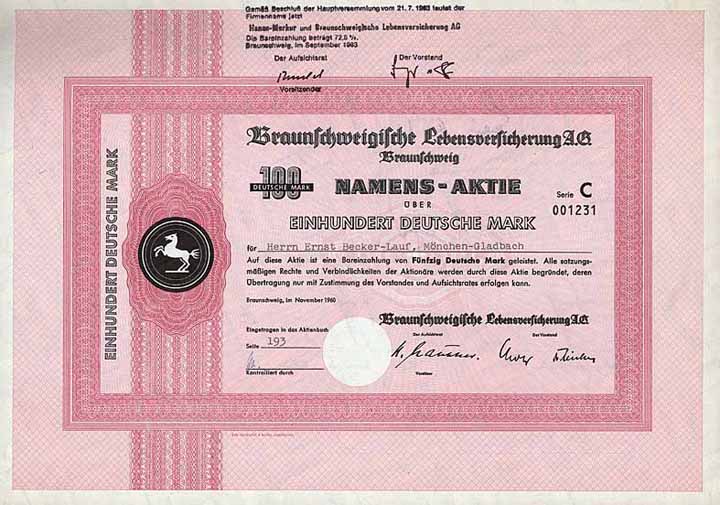 Gemäß Beschluß der Hauptversammlung vom 21. 7. 1963 lautet der
Firmenname jetzt
Hanse-Merkur und Braunschweigische Lebensversicherung AG
Die Bareinzahlung beträgt 72,5 %.
Braunschweig, im September 1963
Der Aufsichtsrat Der Vorstand
Vorsitzender
Braunschweigische Lebensversicherung A.G
Braunschweig
100
DEUTSCHE MARK
NAMENS-AKTIE
Serie C
001231
ÜBER
EINHUNDERT DEUTSCHE MARK
für Herrn Ernst Becker-Lauf, Mönchen-Gladbach
Auf diese Aktie ist eine Bareinzahlung von Fünfzig Deutsche Mark geleistet. Alle satzungs-
mäßigen Rechte und Verbindlichkeiten der Aktionäre werden durch diese Aktie begründet, deren
Übertragung nur mit Zustimmung des Vorstandes und Aufsichtsrates erfolgen kann.
Braunschweig, im November 1960
Braunschweigische Lebensversicherung A.G
Eingetragen in das Aktienbuch
Der Aufsichtsrat Der Vorstand
Seite 193
Kontrolliert durch
Vorsitzer
EINHUNDERT DEUTSCHE MARK